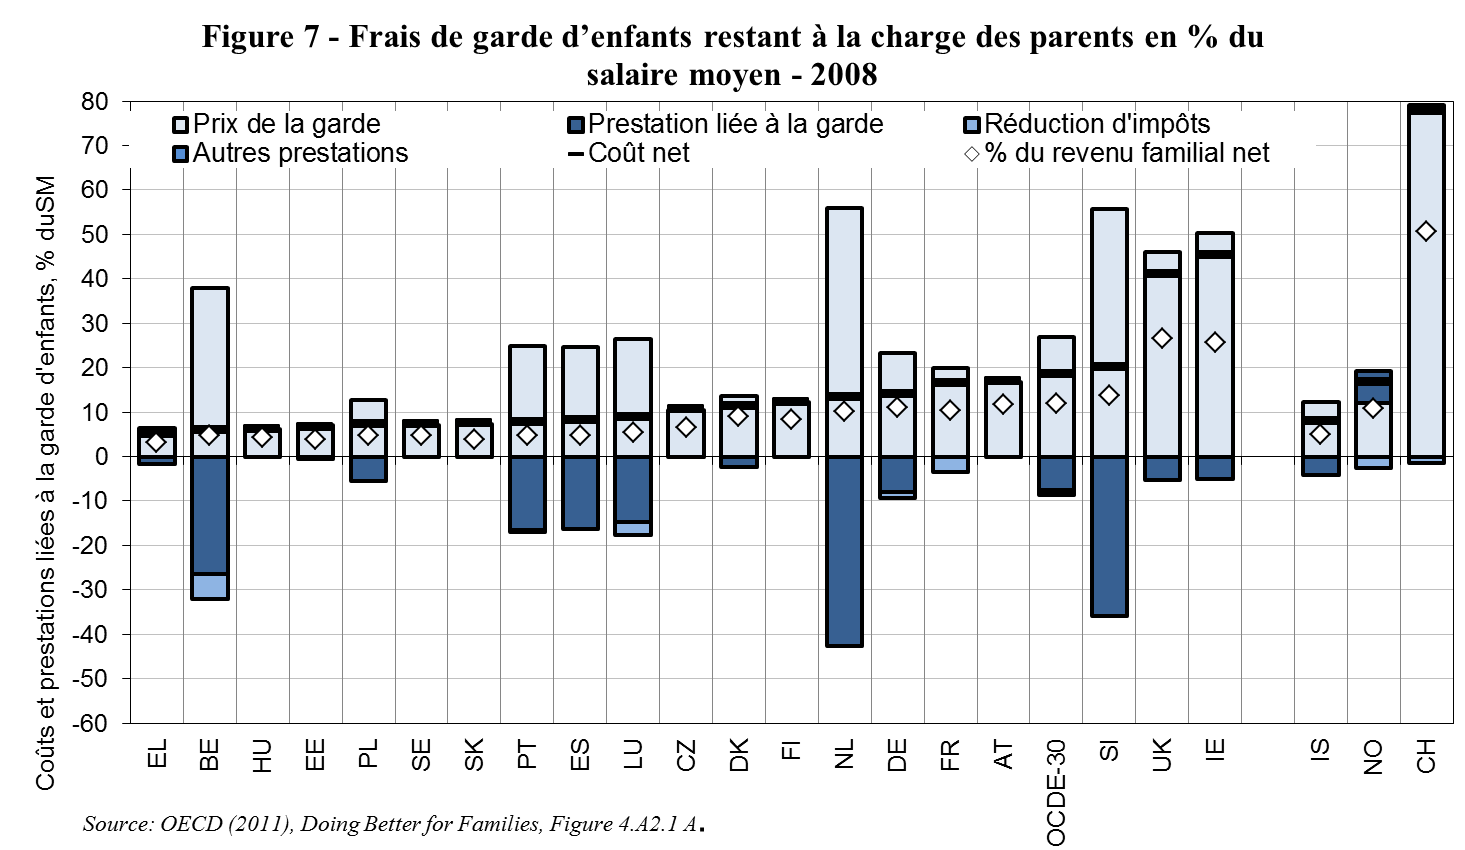 Figure 7 - Frais de garde d’enfants restant à la charge des parents en % du
salaire moyen - 2008
Coûts et prestations liées à la garde d'enfants, % duSM
80
70
60
50
40
30
20
10
0
-10
-20
-30
-40
-50
-60
Prix de la garde
Prestation liée à la garde
Réduction d'impôts
Autres prestations
Coût net
% du revenu familial net
EL
BE
HU
EE
PL
SE
SK
PT
ES
LU
CZ
DK
FI
NL
DE
FR
AT
OCDE-30
SI
UK
IE
IS
NO
CH
Source: OECD (2011), Doing Better for Families, Figure 4.A2.1 A.